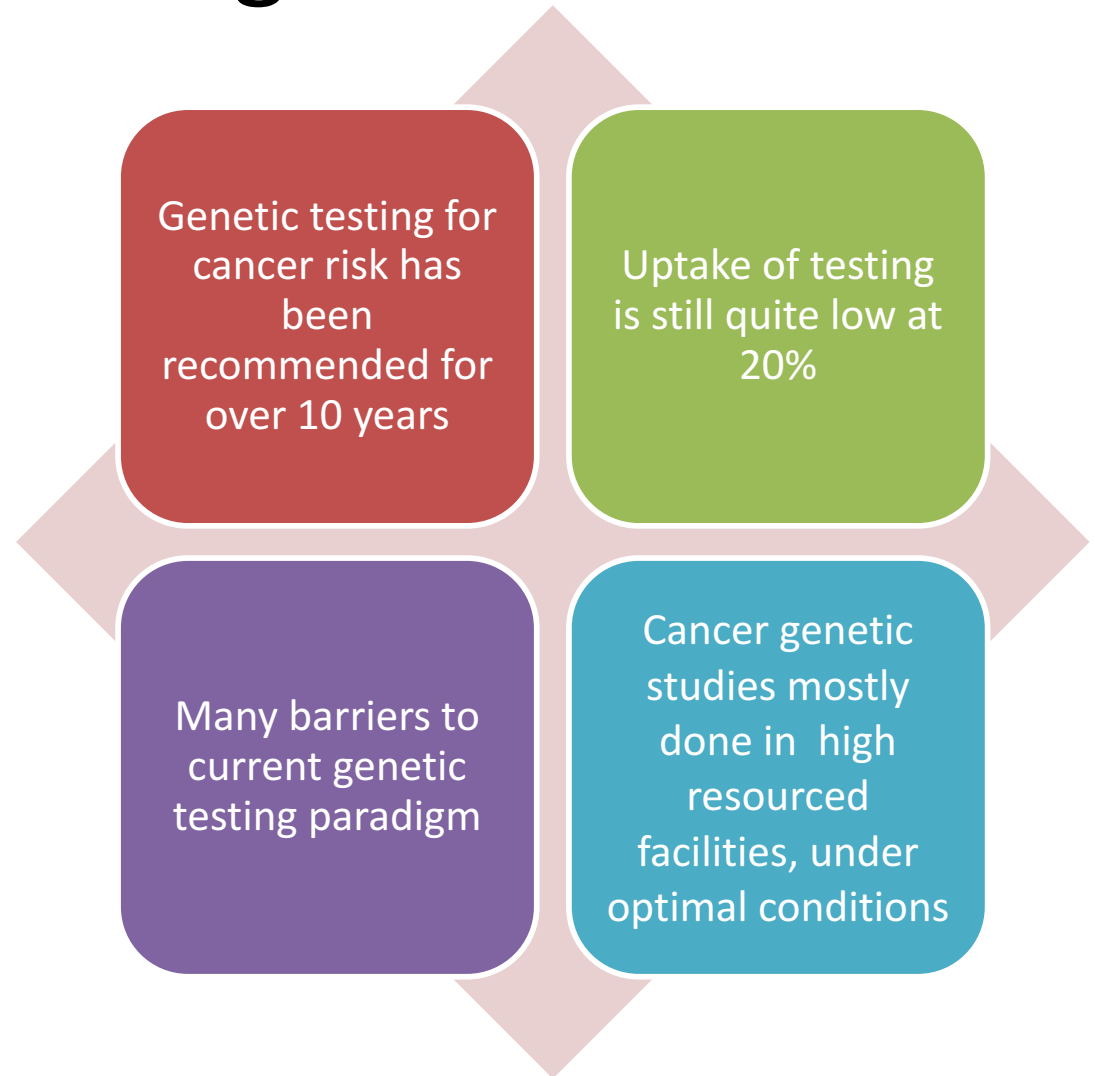 Genetic testing for
cancer risk has
been
recommended for
over 10 years
Uptake of testing
is still quite low at
20%
Many barriers to
current genetic
testing paradigm
Cancer genetic
studies mostly
done in  high
resourced
facilities, under
optimal conditions